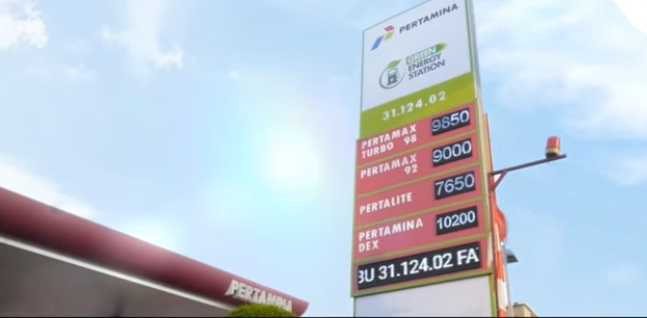 PERTAMINA
GREEN
ENERGY
STATION
31.124.02
PERTAMAX
TURBO 98 9850
PERTAMAX
92 9000
PERTALITE 7650
PERTAMINA
DEX 10200
BU 31.124.02 FA
PERTAMINA